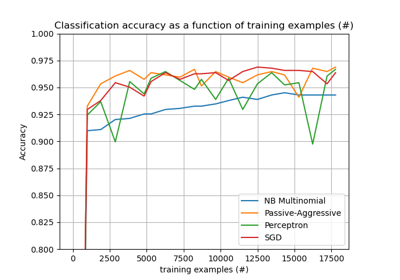 Classification accuracy as a function of training examples (#)
1.000
0.975
0.950
0.925
0.900
0.875
0.850
0.825
0.800
Accuracy
NB Multinomial
Passive-Aggressive
Perceptron
SGD
0 2500 5000 7500 10000 12500 15000 17500
training examples (#)